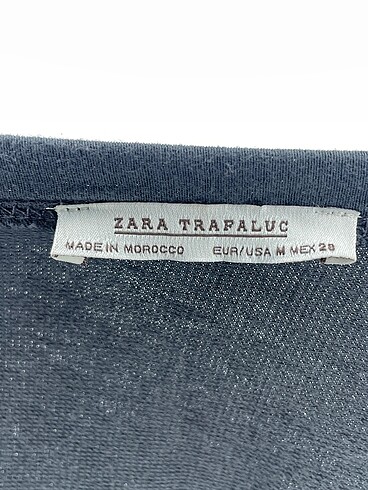 ZARA TRAFALUC
MADE IN MOROCCO EUR/USA M MEX 28